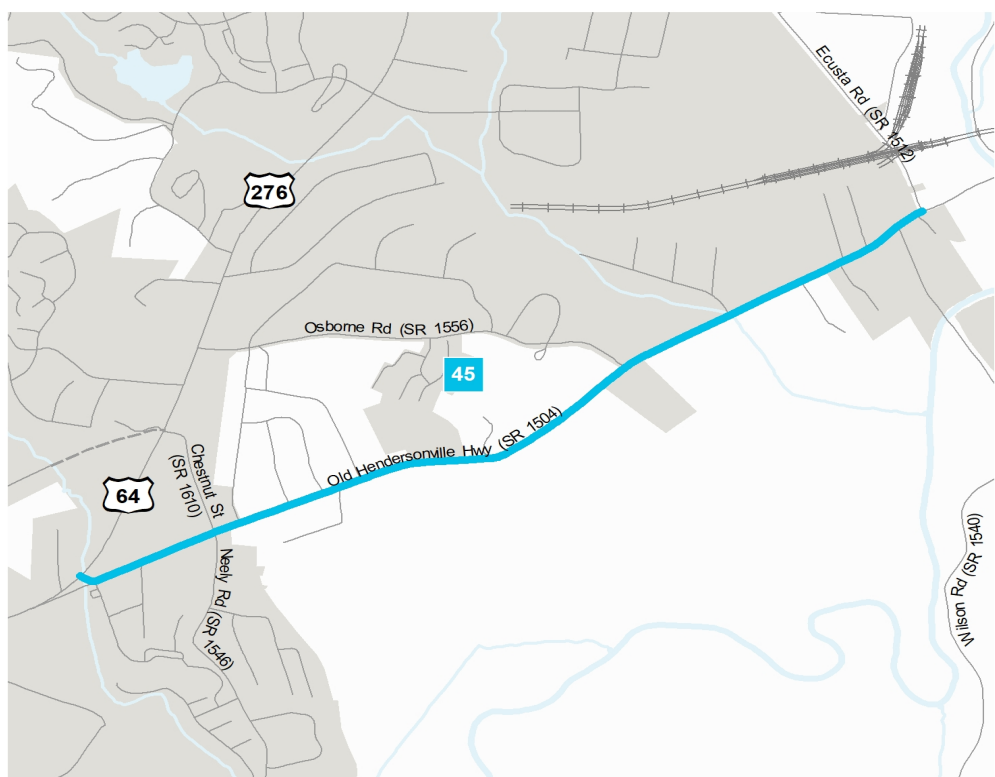 Ecusta Rd (SR 1512)
276
Osborne Rd (SR 1556)
45
Old Hendersonville Hwy (SR 1504)
Chestnut St
(SR 1610)
64
Neely Rd (SR 1546)
Wilson Rd (SR 1540)